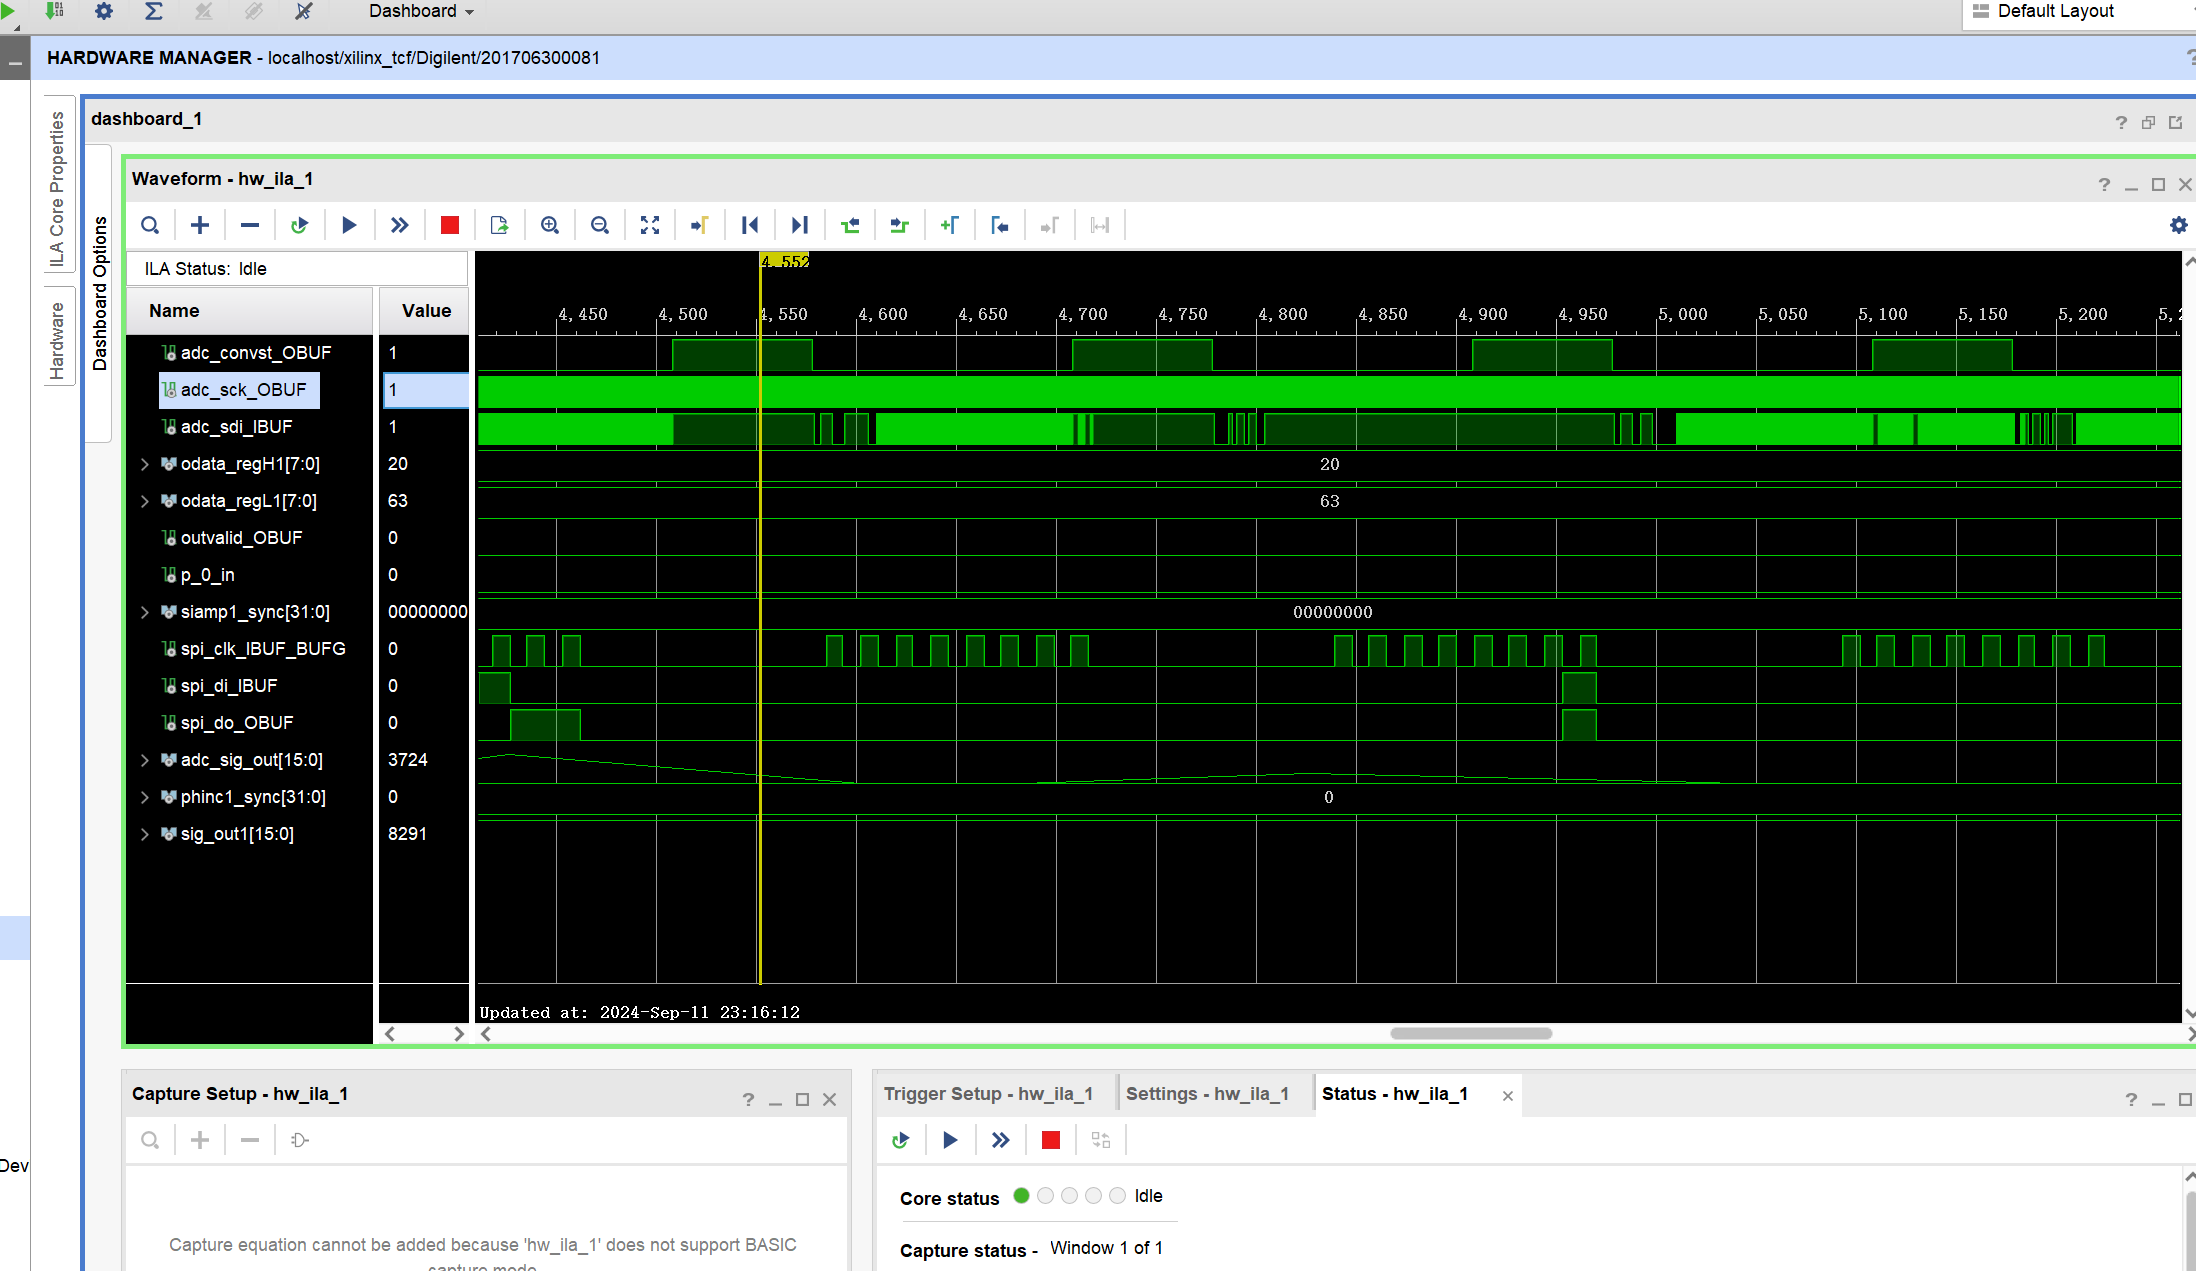 Dashboard
Default Layout
HARDWARE MANAGER - localhost/xilinx_tcf/Digilent/201706300081
?
ILA Core Properties
Hardware
dashboard_1
?
Dashboard Options
Waveform - hw_ila_1
?
ILA Status: Idle
Name
Value
4,552
4,450
4,500
4,550
4,600
4,650
4,700
4,750
4,800
4,850
4,900
4,950
5,000
5,050
5,100
5,150
5,200
5,2
adc_convst_OBUF 1
adc_sck_OBUF 1
adc_sdi_IBUF 1
odata_regH1[7:0] 20 20
odata_regL1[7:0] 63 63
outvalid_OBUF 0
p_0_in 0
siamp1_sync[31:0] 00000000 00000000
spi_clk_IBUF_BUFG 0
spi_di_IBUF 0
spi_do_OBUF 0
adc_sig_out[15:0] 3724
phinc1_sync[31:0] 0 0
sig_out1[15:0] 8291
Updated at: 2024-Sep-11 23:16:12
Dev
Capture Setup - hw_ila_1
?
Capture equation cannot be added because 'hw_ila_1' does not support BASIC
capture mode
Trigger Setup - hw_ila_1
Settings - hw_ila_1
Status - hw_ila_1
?
Core status Idle
Capture status - Window 1 of 1